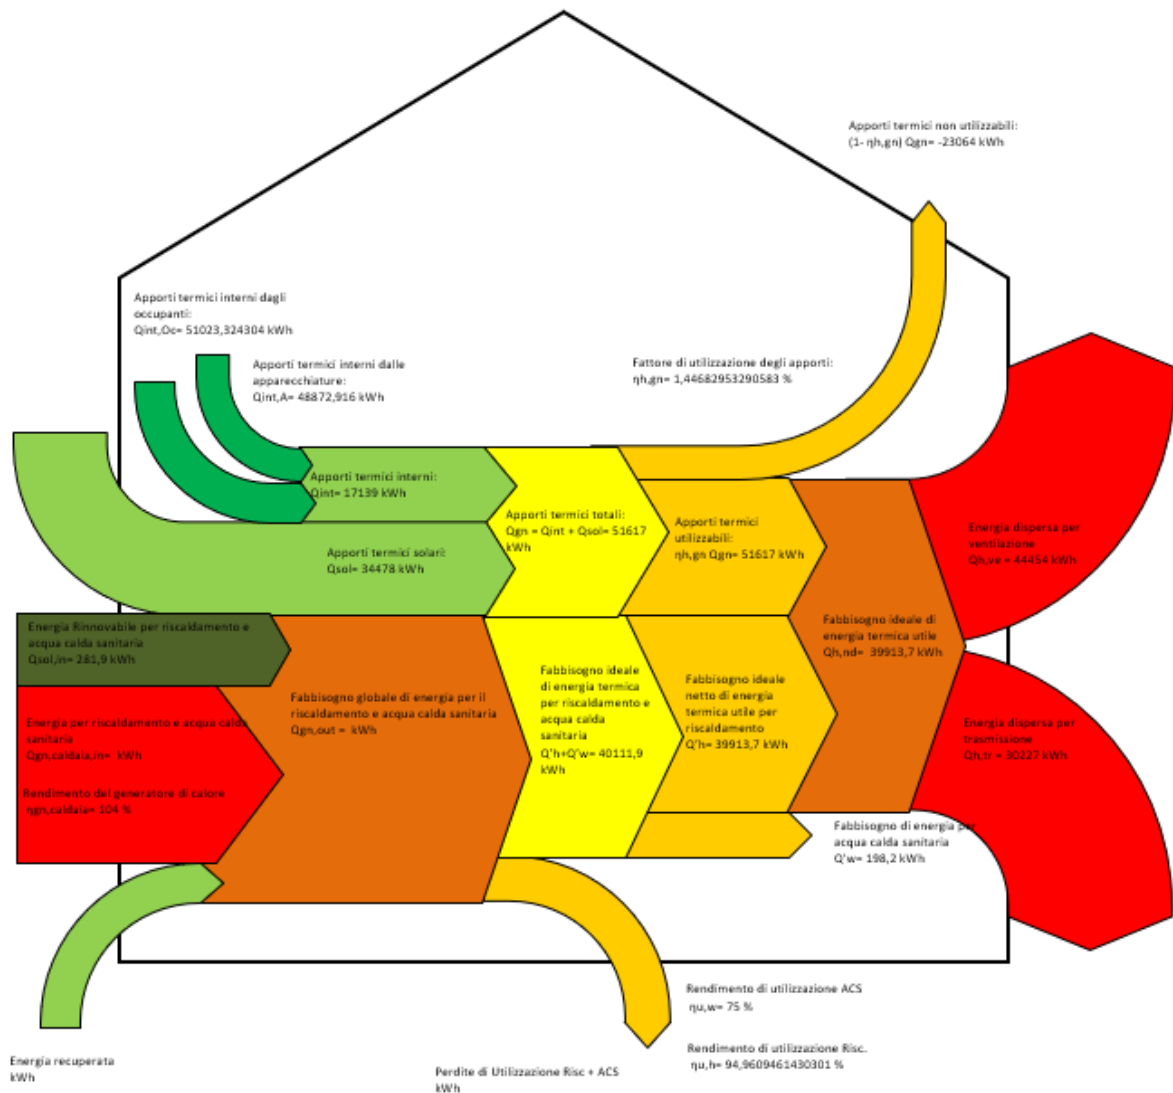 Apporti termici non utilizzabili:
(1- ηh,gn) Qgn= -23064 kWh
Apporti termici interni dagli
occupanti:
Qint,Oc= 51023,324304 kWh
Apporti termici interni dalle
apparecchiature:
Qint,A= 48872,916 kWh
Fattore di utilizzazione degli apporti:
ηh,gn= 1,44682953290583 %
Apporti termici interni:
Qint= 17139 kWh
Apporti termici totali:
Qgn = Qint + Qsol= 51617
kWh
Apporti termici
utilizzabili:
ηh,gn Qgn= 51617 kWh
Energia dispersa per
ventilazione
Qh,ve = 44454 kWh
Apporti termici solari:
Qsol= 34478 kWh
Energia Rinnovabile per riscaldamento e
acqua calda sanitaria
Qsol,in= 281,9 kWh
Fabbisogno ideale di
energia termica utile
Qh,nd=  39913,7 kWh
Fabbisogno globale di energia per il
riscaldamento e acqua calda sanitaria
Qgn,out =  kWh
Fabbisogno ideale
di energia termica
per riscaldamento e
acqua calda
sanitaria
Q'h+Q'w= 40111,9
kWh
Fabbisogno ideale
netto di energia
termica utile per
riscaldamento
Q'h= 39913,7 kWh
Energia per riscaldamento e acqua calda
sanitaria
Qgn,caldaia,in=  kWh
Energia dispersa per
trasmissione
Qh,tr = 30227 kWh
Rendimento del generatore di calore
ηgn,caldaia= 104 %
Fabbisogno di energia per
acqua calda sanitaria
Q'w= 198,2 kWh
Rendimento di utilizzazione ACS
ηu,w= 75 %
Rendimento di utilizzazione Risc.
ηu,h= 94,9609461430301 %
Energia recuperata
kWh
Perdite di Utilizzazione Risc + ACS
kWh